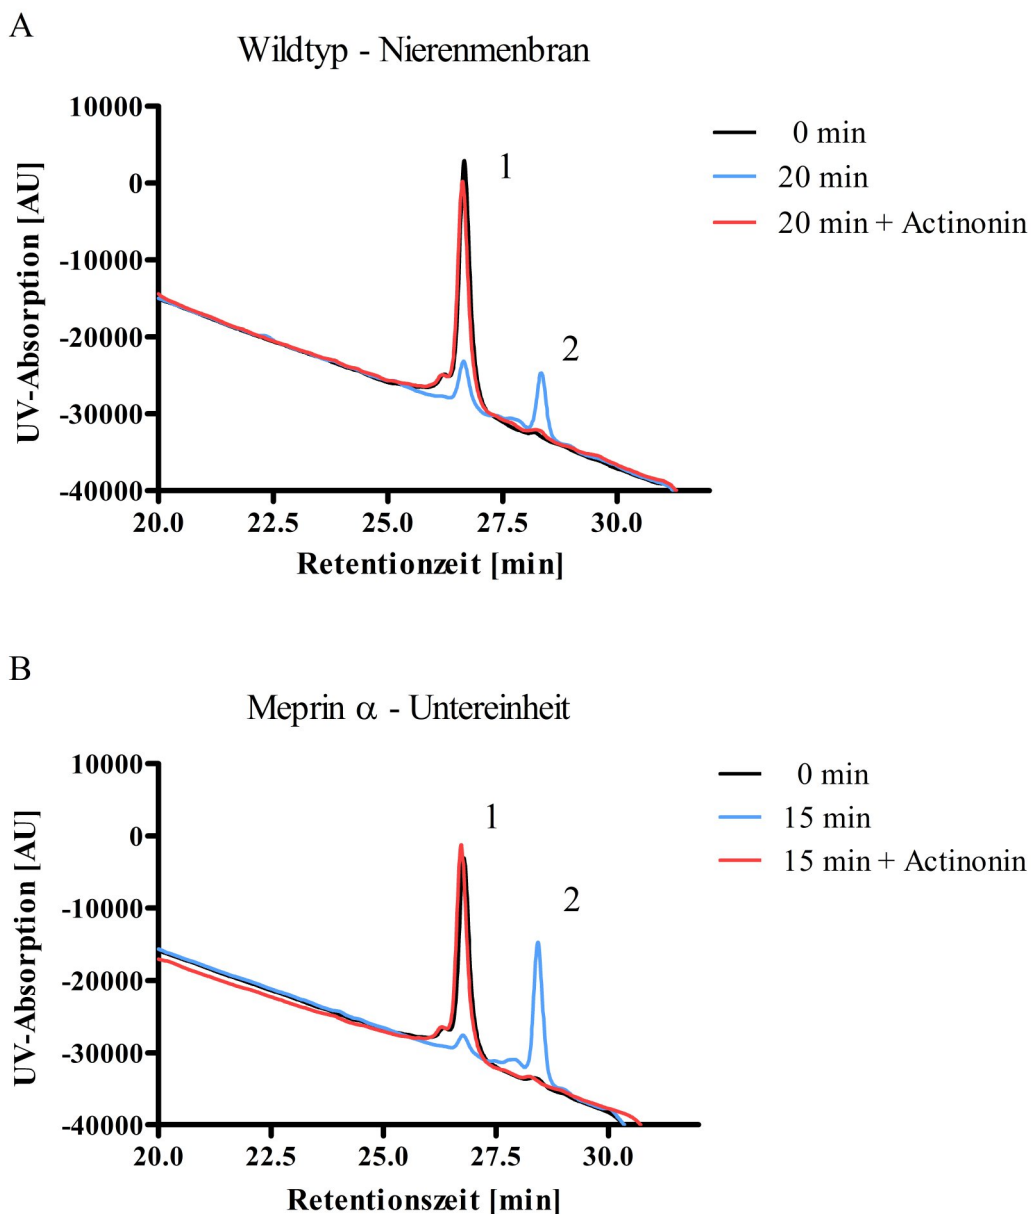 A
Wildtyp - Nierenmenbran
10000
0
-10000
-20000
-30000
-40000
20.0 22.5 25.0 27.5 30.0
UV-Absorption [AU]
Retentionzeit [min]
1
2
0 min
20 min
20 min + Actinonin
B
Meprin α - Untereinheit
10000
0
-10000
-20000
-30000
-40000
20.0 22.5 25.0 27.5 30.0
UV-Absorption [AU]
Retentionszeit [min]
1
2
0 min
15 min
15 min + Actinonin